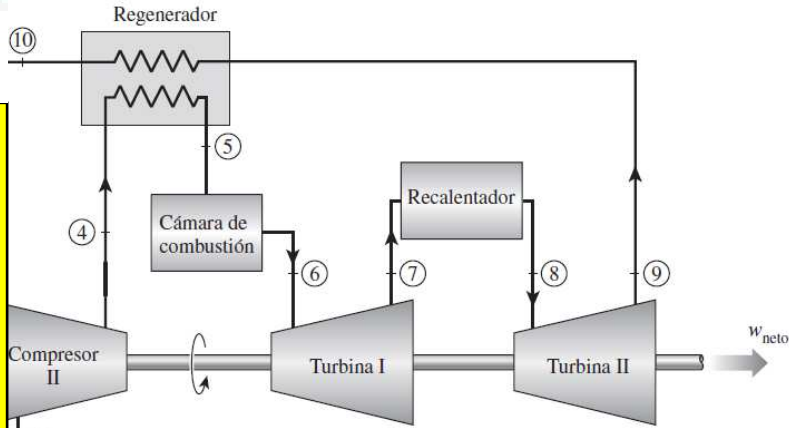 Regenerador
10
5
4
Cámara de
combustión
Recalentador
6
7
8
9
Compresor
II
Turbina I
Turbina II
w neto